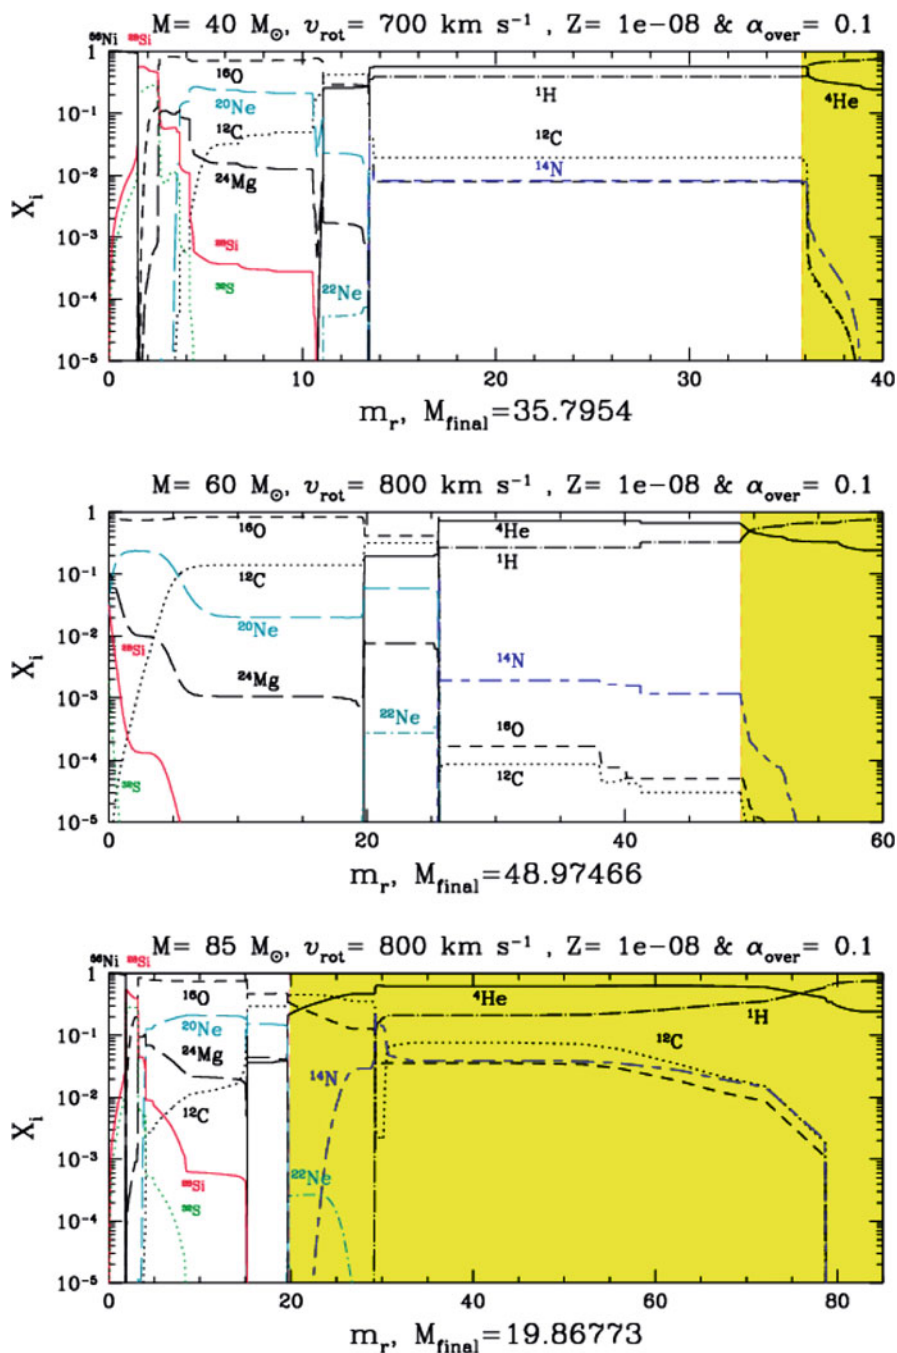 M= 40 M⊙, υrot= 700 km s⁻¹ , Z= 1e−08 & αover= 0.1
⁵⁶Ni ²⁸Si
1
10⁻¹
10⁻²
10⁻³
10⁻⁴
10⁻⁵
Xi
¹⁶O
²⁰Ne
¹²C
²⁴Mg
²⁸Si
³²S
²²Ne
¹H
¹²C
¹⁴N
⁴He
0 10 20 30 40
mr, Mfinal=35.7954
M= 60 M⊙, υrot= 800 km s⁻¹ , Z= 1e−08 & αover= 0.1
1
10⁻¹
10⁻²
10⁻³
10⁻⁴
10⁻⁵
Xi
¹⁶O
¹²C
²⁰Ne
²⁸Si
²⁴Mg
³²S
²²Ne
⁴He
¹H
¹⁴N
¹⁶O
¹²C
0 20 40 60
mr, Mfinal=48.97466
M= 85 M⊙, υrot= 800 km s⁻¹ , Z= 1e−08 & αover= 0.1
⁵⁶Ni ²⁸Si
1
10⁻¹
10⁻²
10⁻³
10⁻⁴
10⁻⁵
Xi
¹⁶O
²⁰Ne
²⁴Mg
¹²C
²⁸Si
³²S
¹⁴N
²²Ne
⁴He
¹H
¹²C
0 20 40 60 80
mr, Mfinal=19.86773